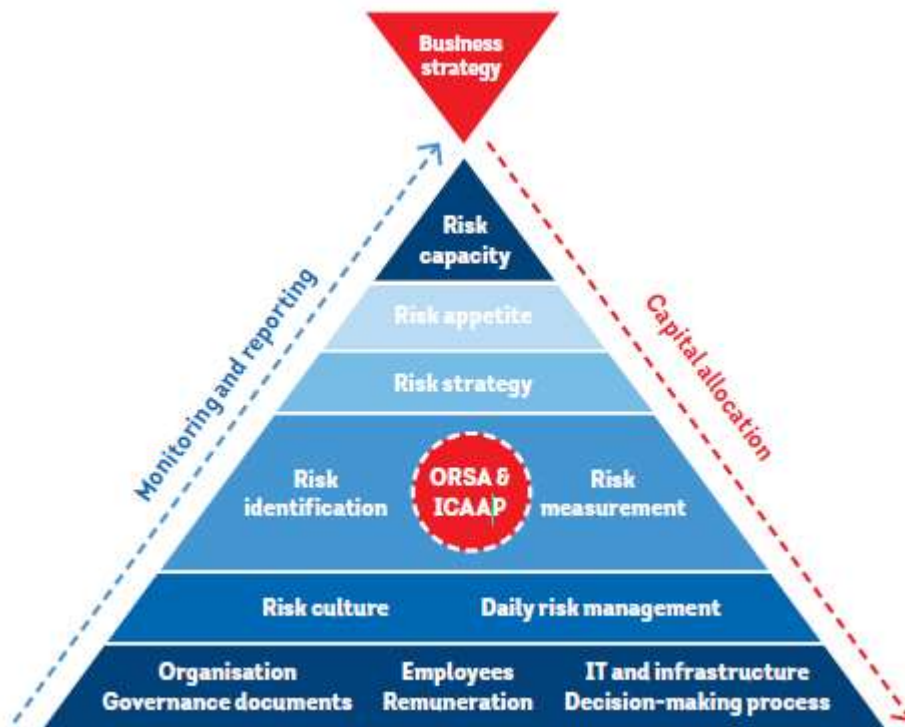 Business
strategy
Risk
capacity
Risk appetite
Risk strategy
Monitoring and reporting
Capital allocation
Risk
identification
ORSA &
ICAAP
Risk
measurement
Risk culture
Daily risk management
Organisation
Governance documents
Employees
Remuneration
IT and infrastructure
Decision-making process